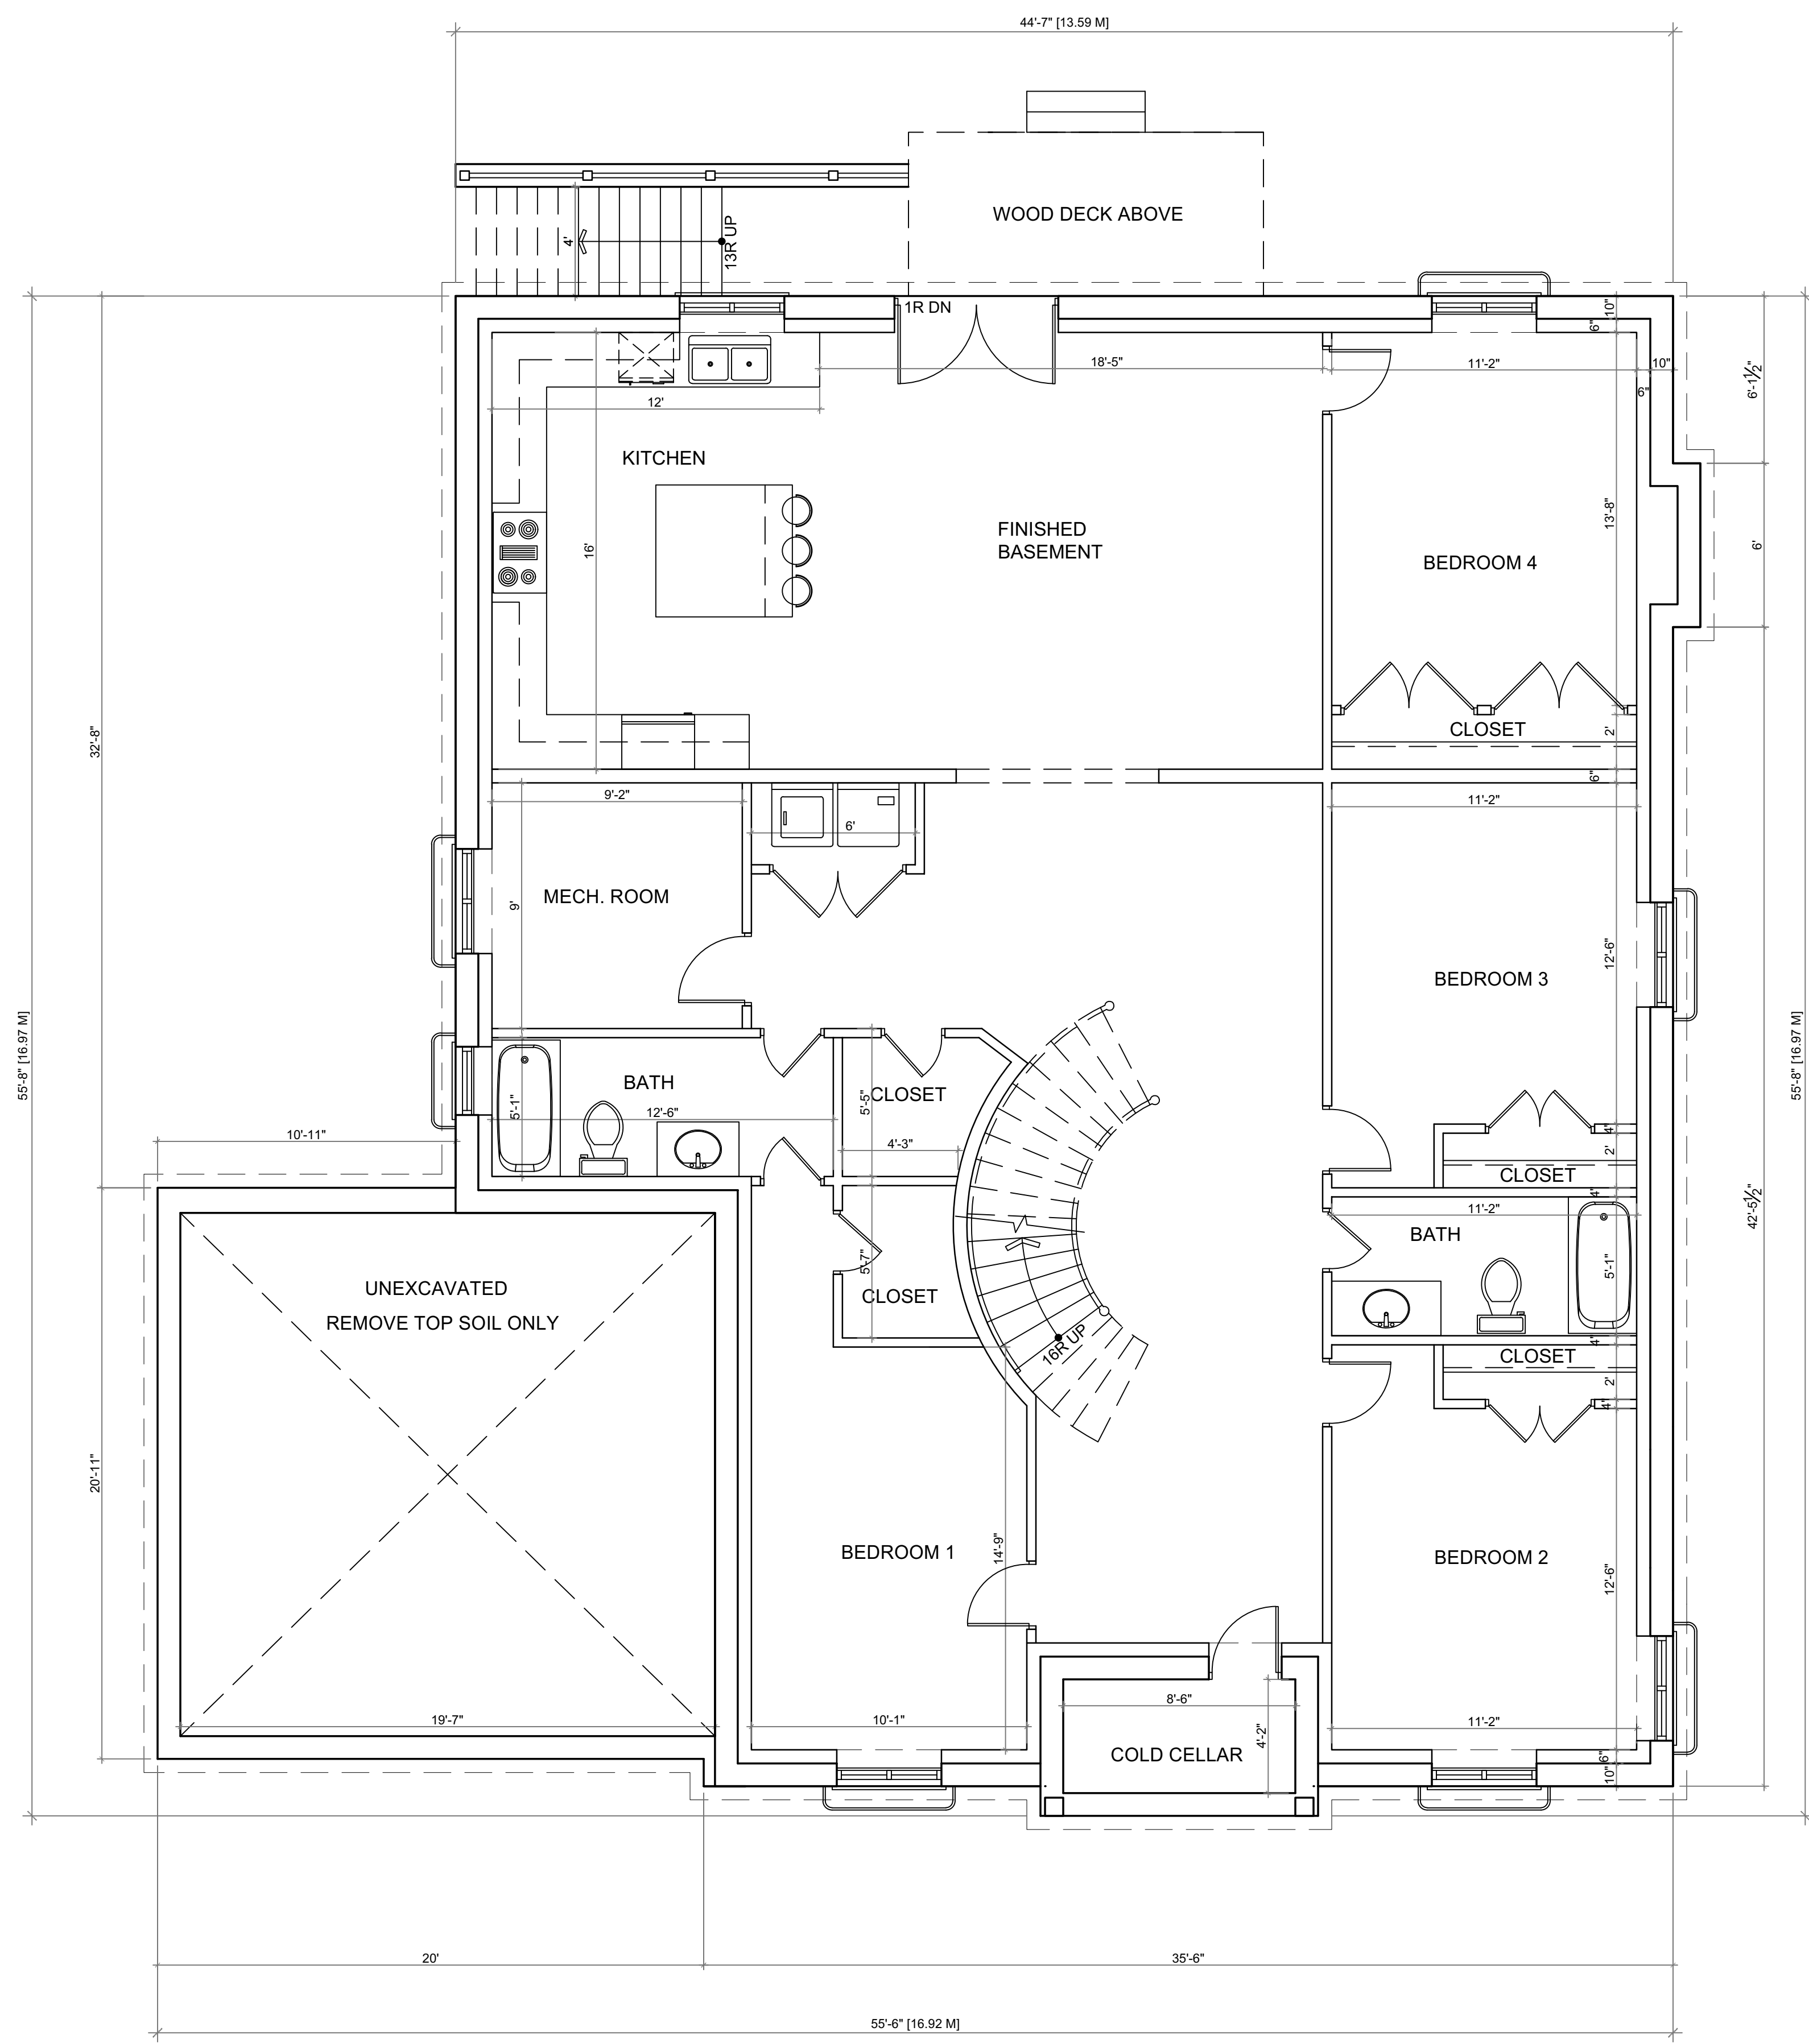 44'-7" [13.59 M]
WOOD DECK ABOVE
4'
13R UP
1R DN
10"
6"
18'-5"
11'-2"
10"
6"
12'
6'-1½"
KITCHEN
16'
FINISHED
BASEMENT
13'-8"
BEDROOM 4
6'
32'-8"
CLOSET
2'
6"
9'-2"
6'
11'-2"
MECH. ROOM
9'
12'-6"
BEDROOM 3
55'-8" [16.97 M]
55'-8" [16.97 M]
BATH
CLOSET
5'-1"
12'-6"
5'-5"
10'-11"
4'-3"
4"
2'
CLOSET
4"
11'-2"
42'-5½"
BATH
5'-1"
UNEXCAVATED
REMOVE TOP SOIL ONLY
5'-7"
CLOSET
16R UP
4"
CLOSET
2'
4"
20'-11"
BEDROOM 1
14'-9"
BEDROOM 2
12'-6"
19'-7"
10'-1"
8'-6"
4'-2"
COLD CELLAR
11'-2"
6"
10"
20'
35'-6"
55'-6" [16.92 M]